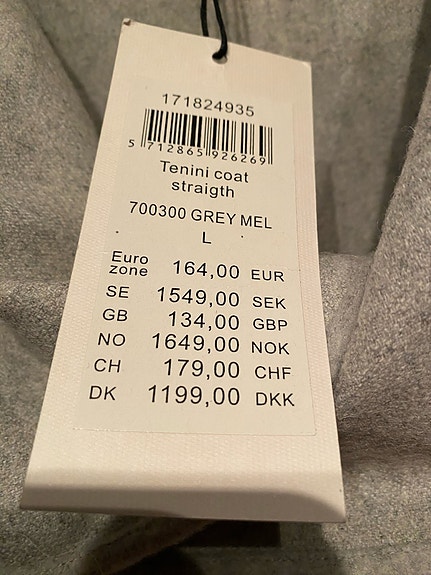 171824935
5 712865 926269
Tenini coat
straigth
700300 GREY MEL
L
Euro zone 164,00 EUR
SE 1549,00 SEK
GB 134,00 GBP
NO 1649,00 NOK
CH 179,00 CHF
DK 1199,00 DKK